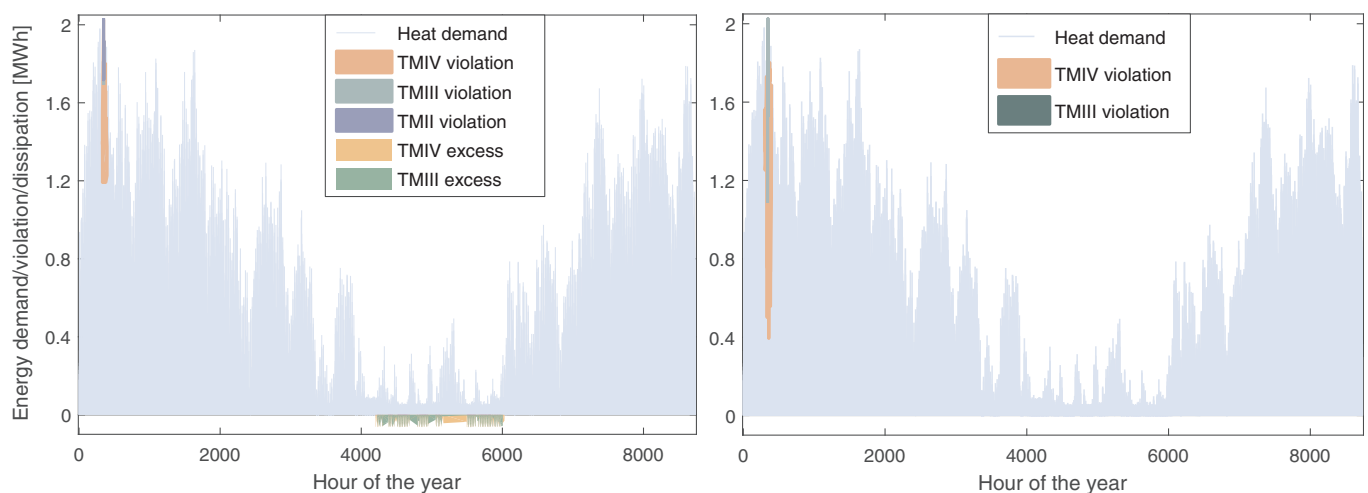 Energy demand/violation/dissipation [MWh]
2
1.6
1.2
0.8
0.4
0
Heat demand
TMIV violation
TMIII violation
TMII violation
TMIV excess
TMIII excess
0 2000 4000 6000 8000
Hour of the year
2
1.6
1.2
0.8
0.4
0
Heat demand
TMIV violation
TMIII violation
0 2000 4000 6000 8000
Hour of the year